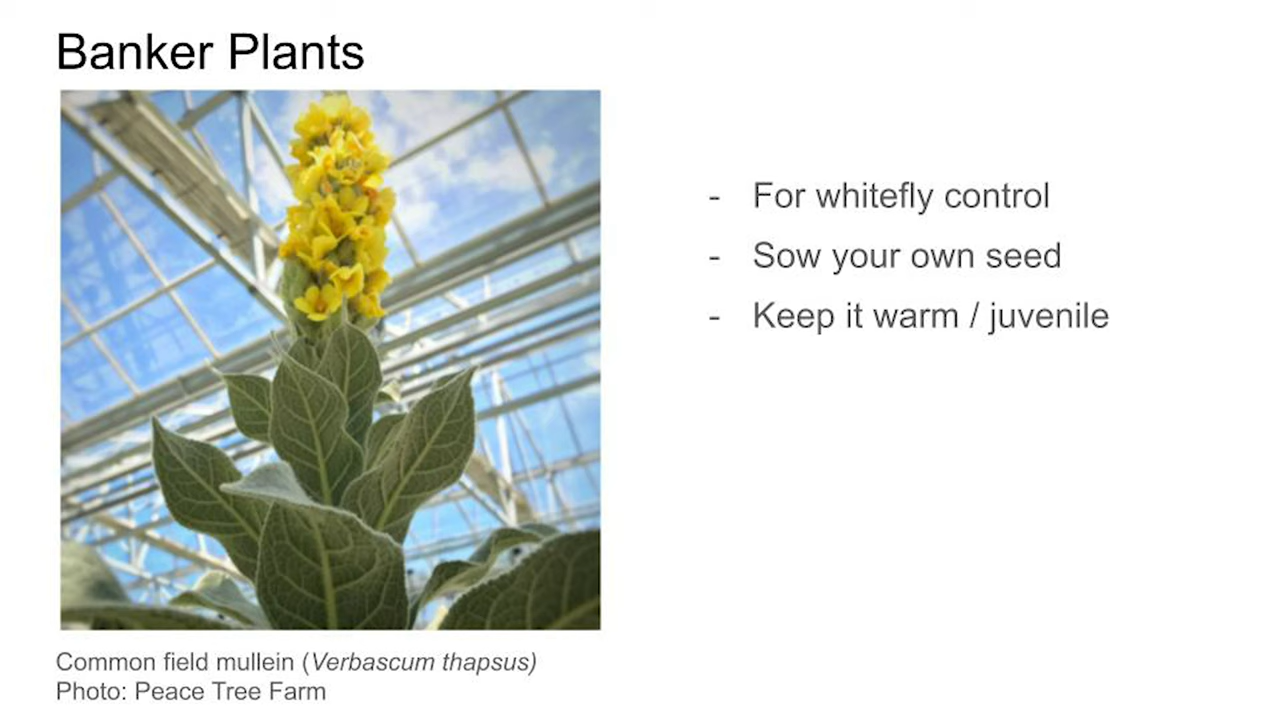 Banker Plants
- For whitefly control
- Sow your own seed
- Keep it warm / juvenile
Common field mullein (Verbascum thapsus)
Photo: Peace Tree Farm